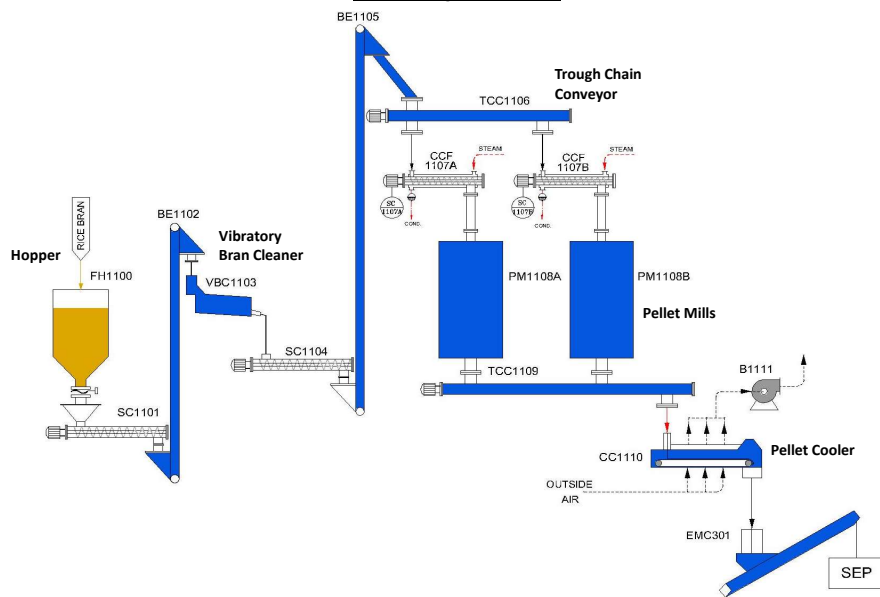 BE1105
Trough Chain
Conveyor
TCC1106
STEAM
STEAM
CCF
1107A
CCF
1107B
SC
1107A
SC
1107B
COND.
COND.
RICE BRAN
BE1102
Hopper
Vibratory
Bran Cleaner
FH1100
VBC1103
PM1108A
PM1108B
Pellet Mills
SC1104
TCC1109
B1111
SC1101
CC1110
Pellet Cooler
OUTSIDE
AIR
EMC301
SEP